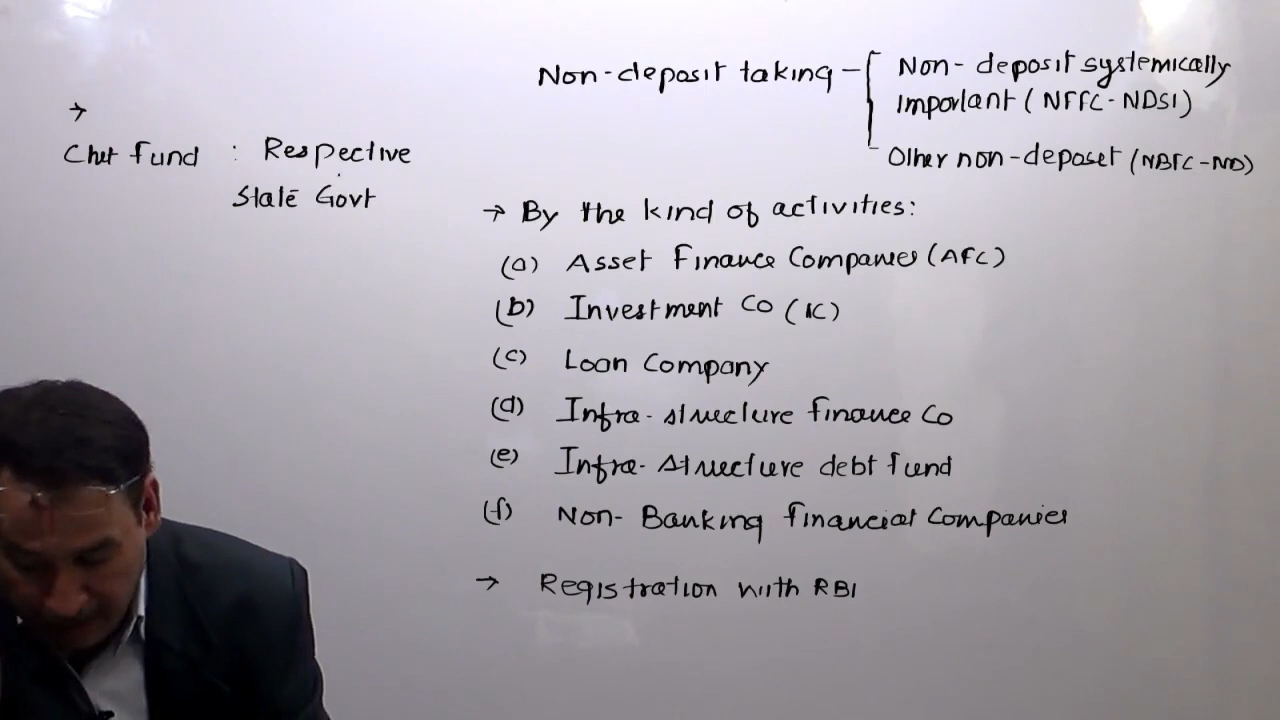 →
Chit fund : Respective
State Govt
Non-deposit taking - Non-deposit systemically
Important (NFFC-NDSI)
Other non-deposet (NBFC-ND)
→ By the kind of activities:
(a) Asset Finance Companies (AFC)
(b) Investment Co (IC)
(c) Loan Company
(d) Infra-structure finance Co
(e) Infra-structure debt fund
(f) Non-Banking financial Companies
→ Registration with RBI